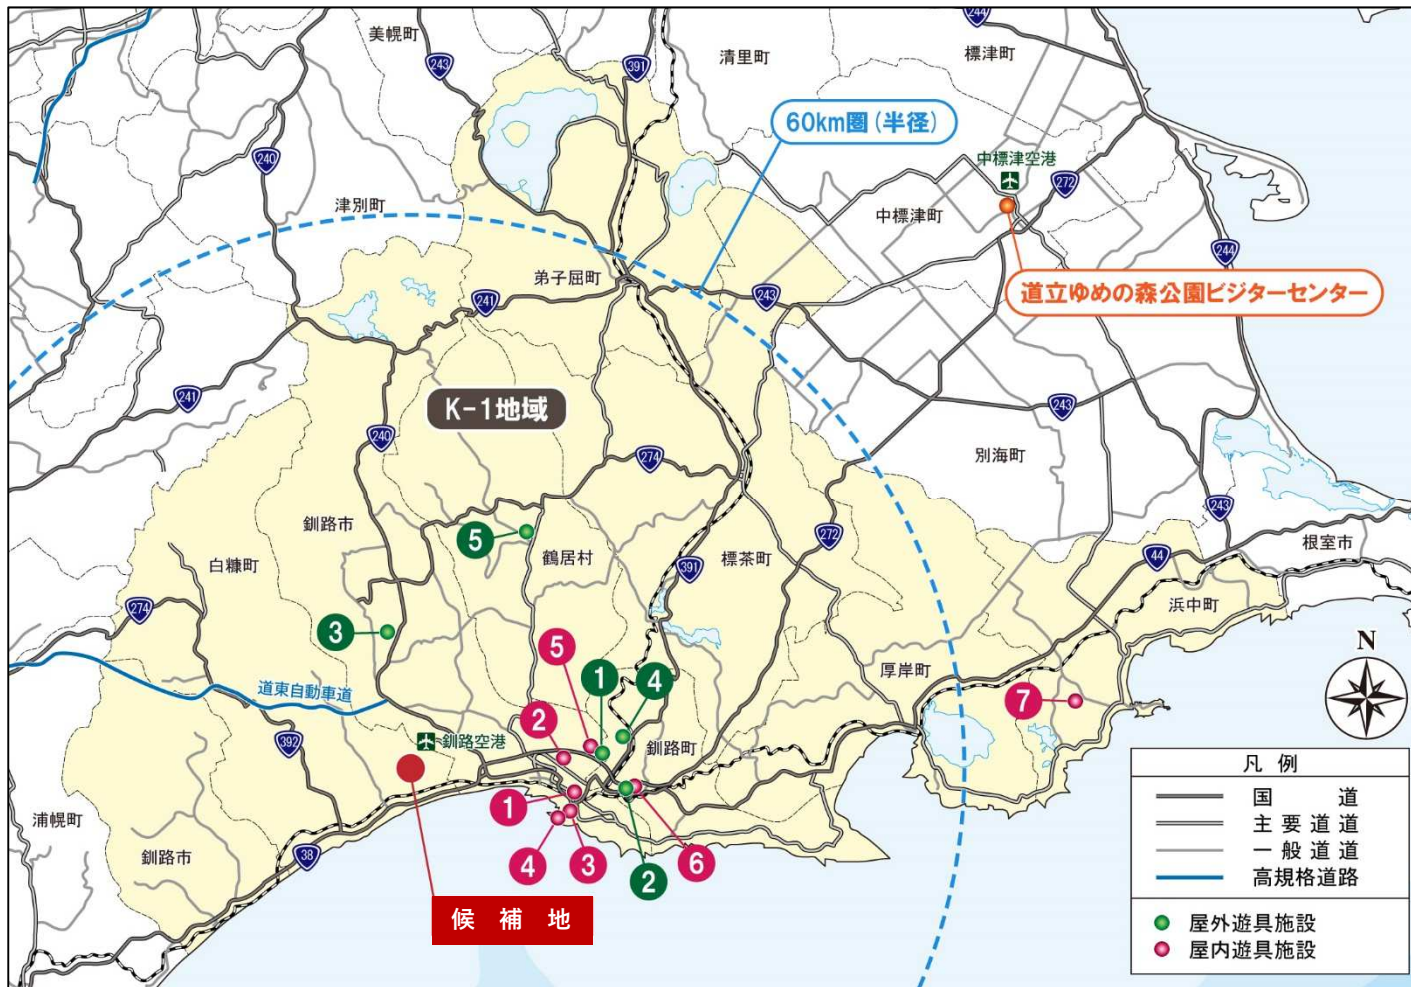 美幌町
243
391
清里町
244
標津町
60km圏(半径)
中標津空港
272
240
津別町
中標津町
244
弟子屈町
241
243
道立ゆめの森公園ビジターセンター
241
K-1地域
243
240
274
別海町
243
釧路市
5
鶴居村
272
根室市
白糠町
391
標茶町
44
274
浜中町
3
5
1
4
厚岸町
N
道東自動車道
2
7
392
釧路空港
釧路町
凡例
国道
浦幌町
1
主要道道
釧路市
38
4
3
6
2
一般道道
高規格道路
候補地
屋外遊具施設
屋内遊具施設